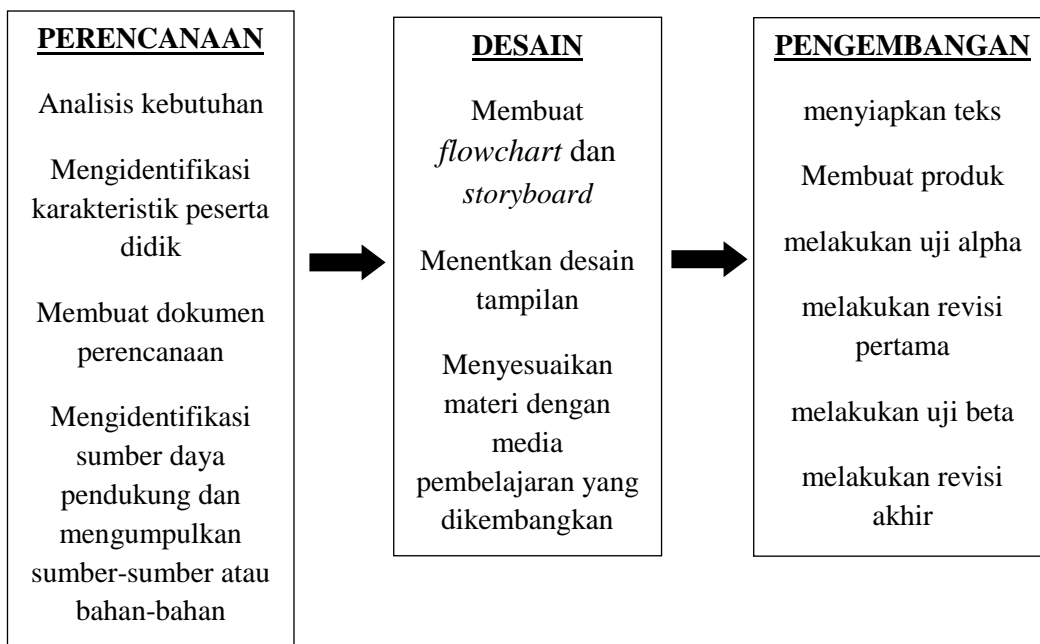 PERENCANAAN
Analisis kebutuhan
Mengidentifikasi
karakteristik peserta
didik
Membuat dokumen
perencanaan
Mengidentifikasi
sumber daya
pendukung dan
mengumpulkan
sumber-sumber atau
bahan-bahan
DESAIN
Membuat
flowchart dan
storyboard
Menentkan desain
tampilan
Menyesuaikan
materi dengan
media
pembelajaran yang
dikembangkan
PENGEMBANGAN
menyiapkan teks
Membuat produk
melakukan uji alpha
melakukan revisi
pertama
melakukan uji beta
melakukan revisi
akhir